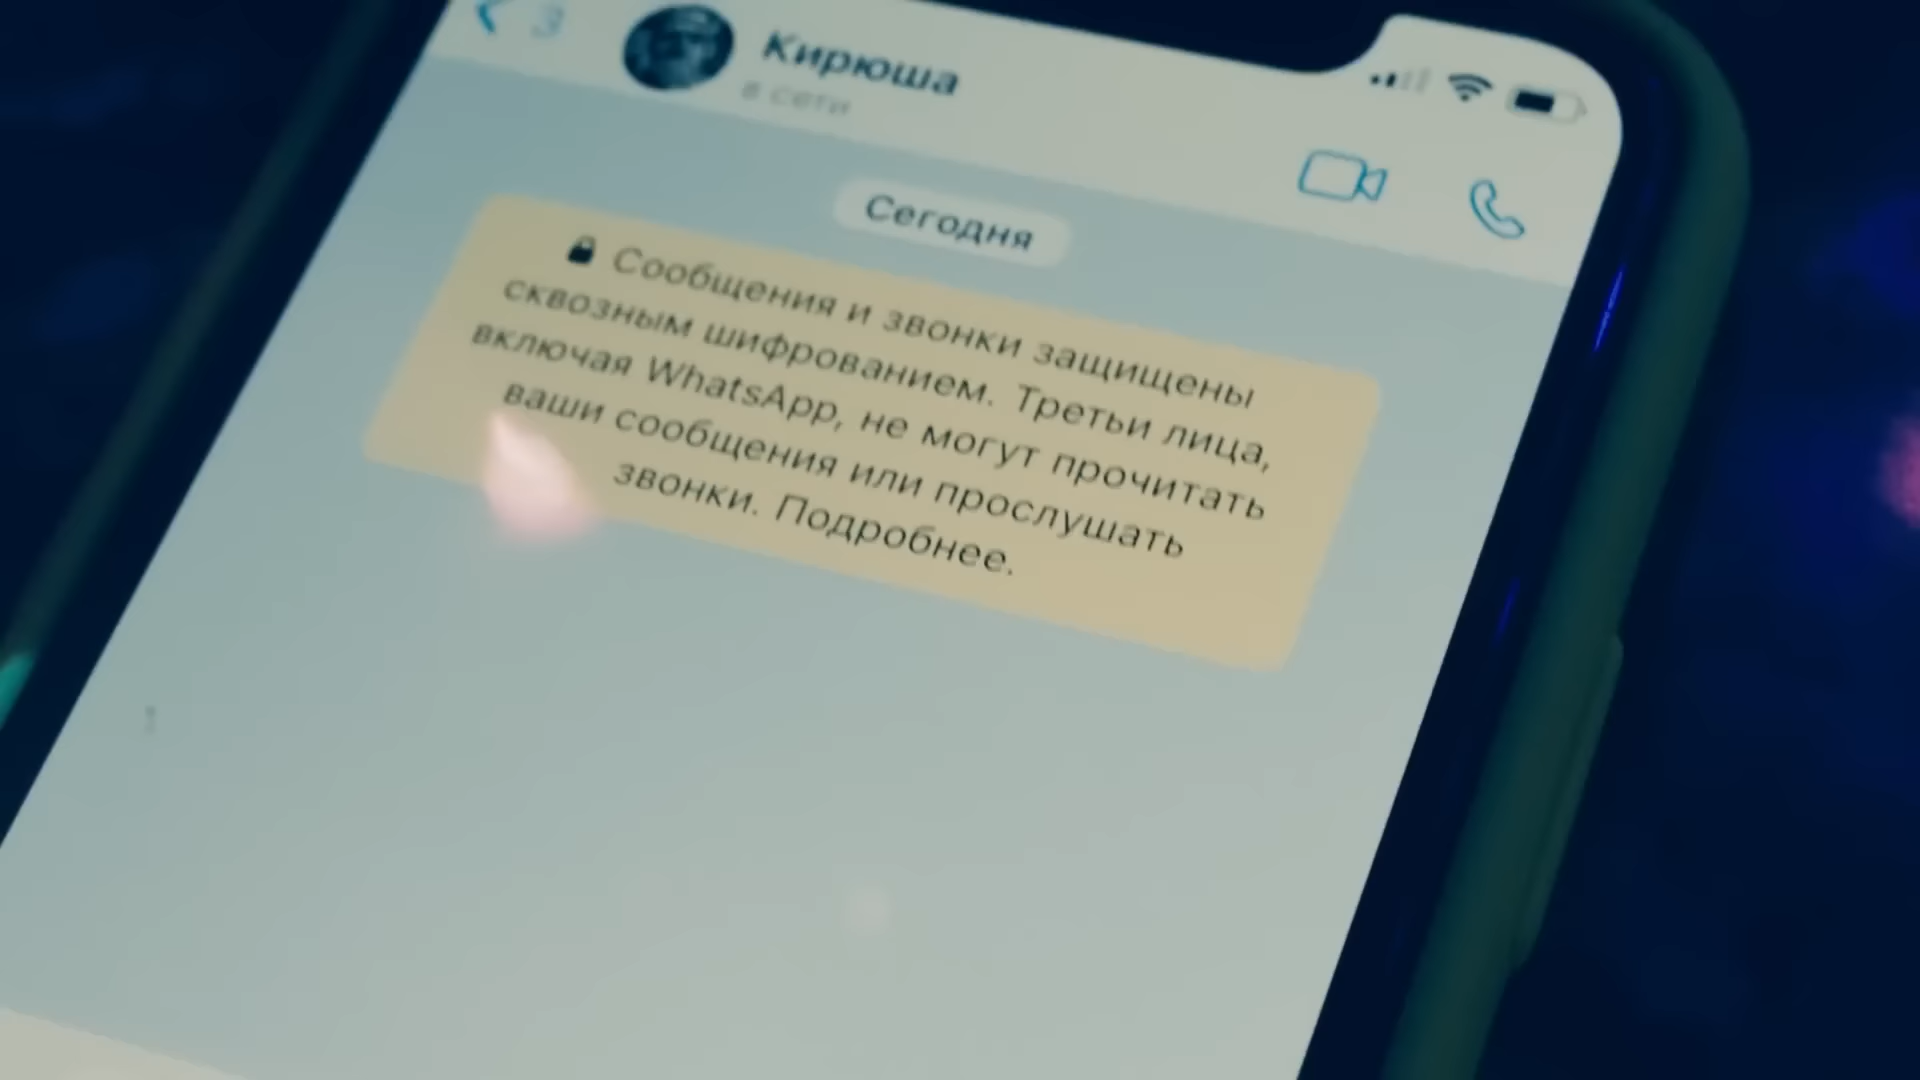 3
Кирюша
в сети
Сегодня
Сообщения и звонки защищены
сквозным шифрованием. Третьи лица,
включая WhatsApp, не могут прочитать
ваши сообщения или прослушать
звонки. Подробнее.